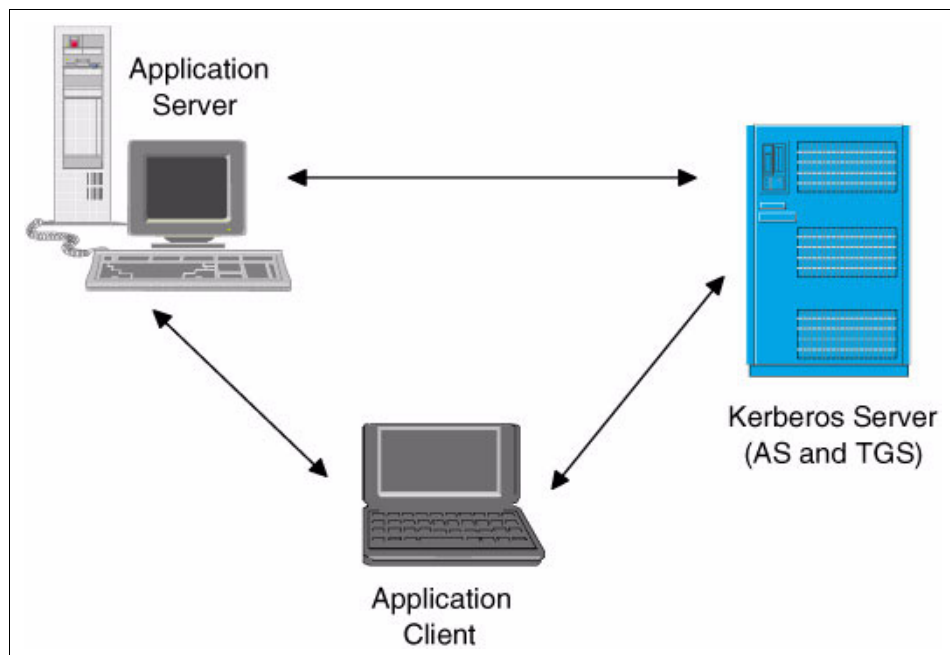 Application
Server
Kerberos Server
(AS and TGS)
Application
Client